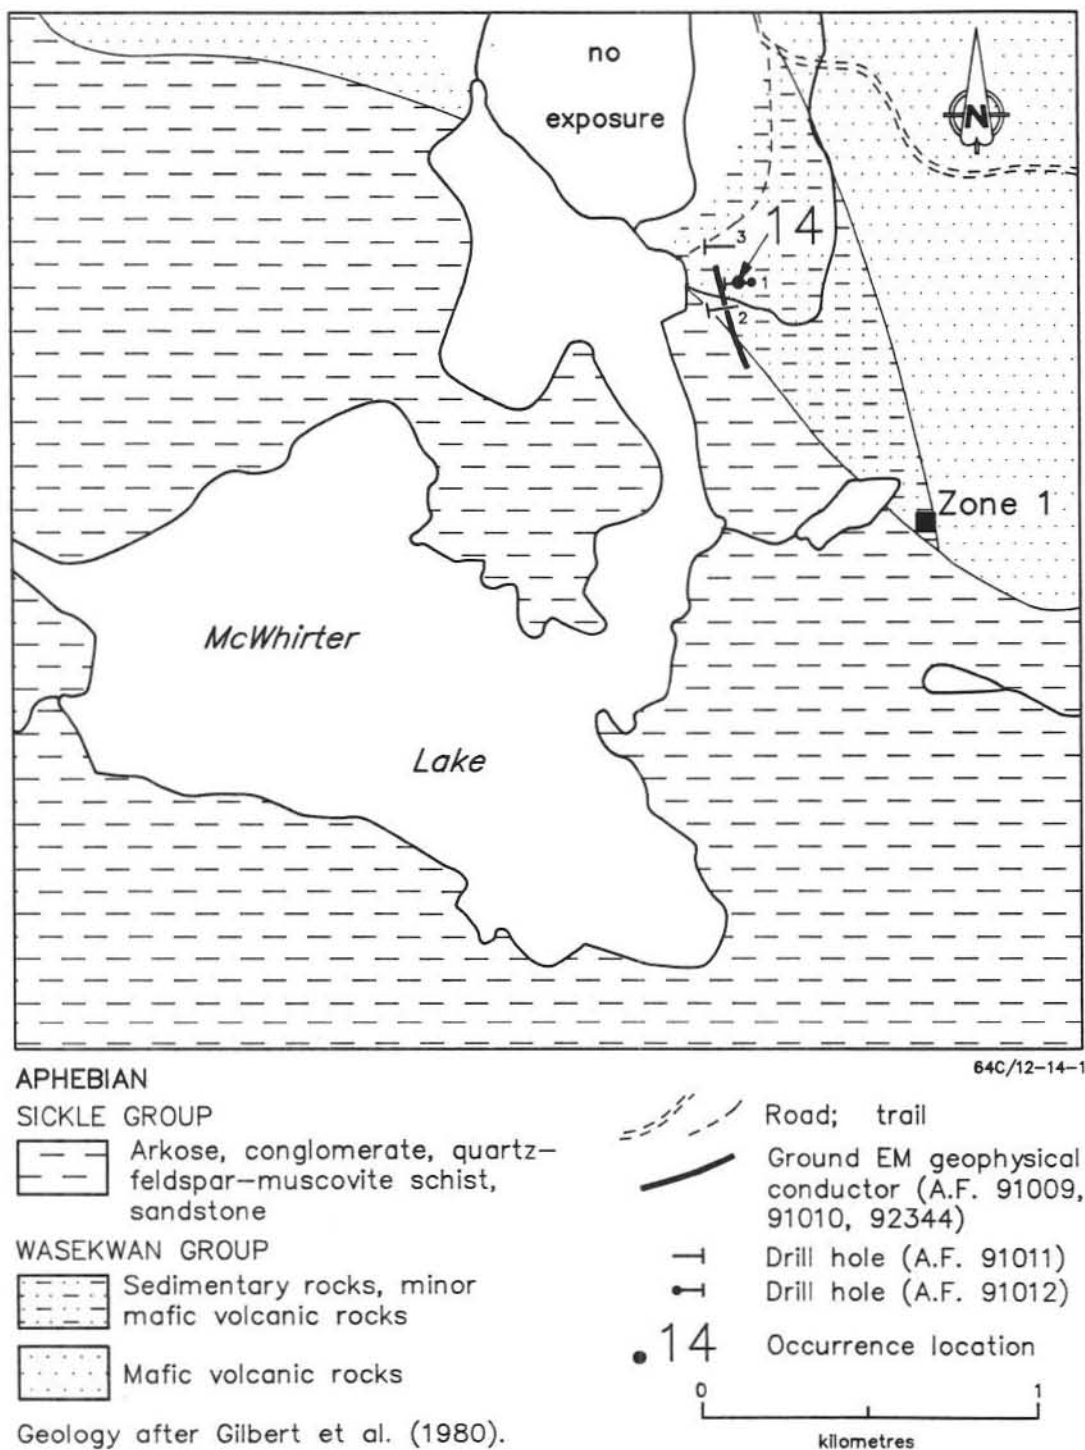 no
exposure
N
14
3
1
2
Zone 1
McWhirter
Lake
64C/12-14-1
APHEBIAN
SICKLE GROUP
Arkose, conglomerate, quartz-
feldspar-muscovite schist,
sandstone
WASEKWAN GROUP
Sedimentary rocks, minor
mafic volcanic rocks
Mafic volcanic rocks
Geology after Gilbert et al. (1980).
Road; trail
Ground EM geophysical
conductor (A.F. 91009,
91010, 92344)
Drill hole (A.F. 91011)
Drill hole (A.F. 91012)
.14 Occurrence location
0 1
kilometres